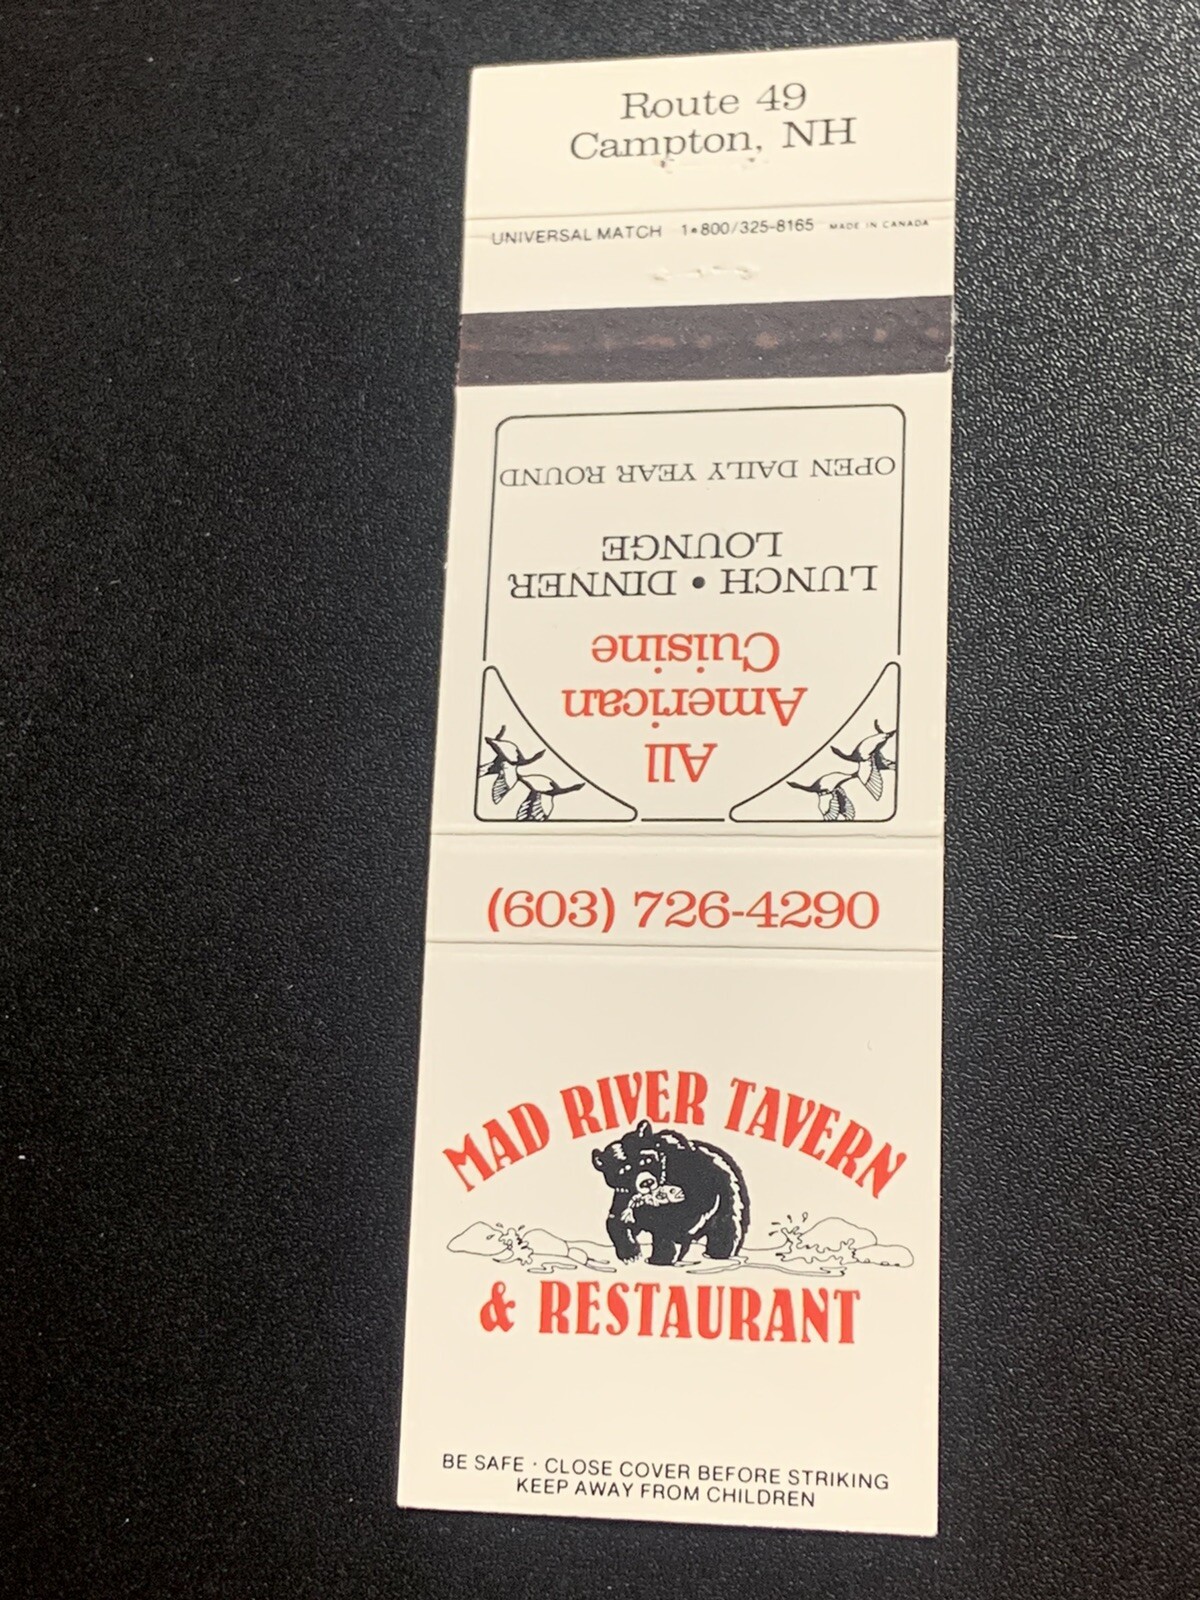 Route 49
Campton, NH
UNIVERSAL MATCH 1•800/325-8165 MADE IN CANADA
All
American
Cuisine
LUNCH • DINNER
LOUNGE
OPEN DAILY YEAR ROUND
(603) 726-4290
MAD RIVER TAVERN
& RESTAURANT
BE SAFE · CLOSE COVER BEFORE STRIKING
KEEP AWAY FROM CHILDREN